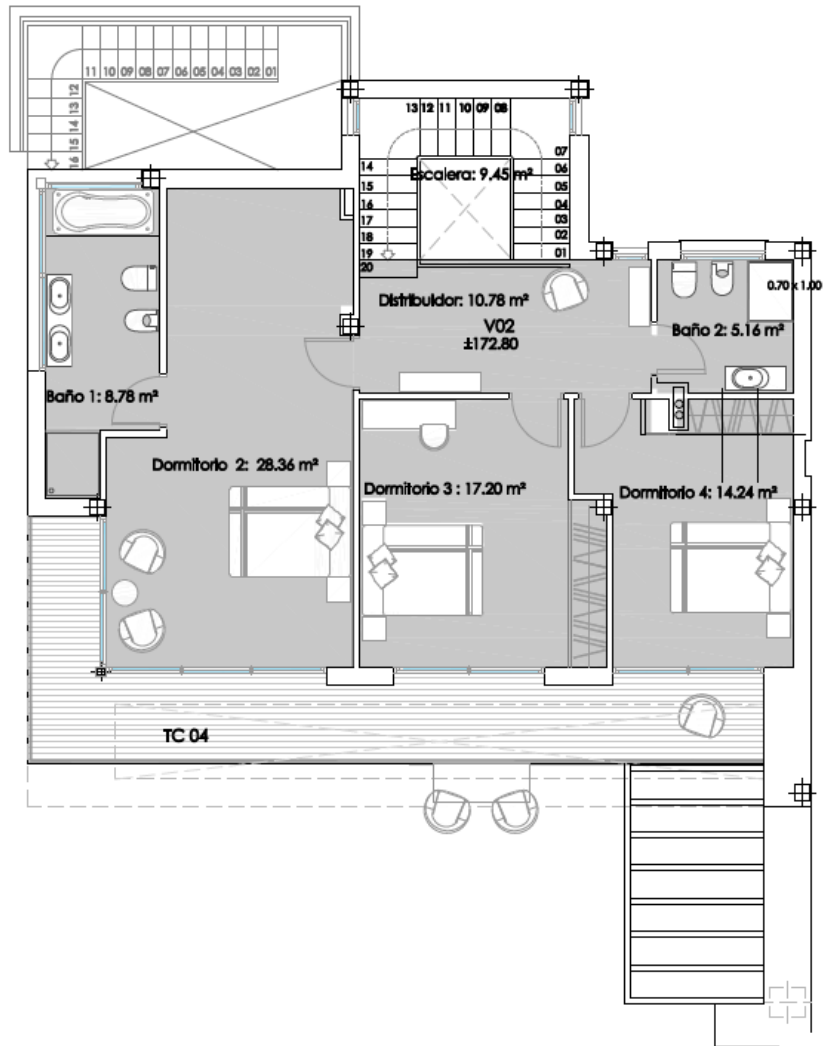 11 10 09 08 07 06 05 04 03 02 01
12
13
14
15
16
13 12 11 10 09 08
07
06
05
04
03
02
01
14
15
16
17
18
19
20
Escalera: 9.45 m²
Distribuidor: 10.78 m²
V02
±172.80
0.70 x 1.00
Baño 2: 5.16 m²
Baño 1: 8.78 m²
Dormitorio 2: 28.36 m²
Dormitorio 3 : 17.20 m²
Dormitorio 4: 14.24 m²
TC 04